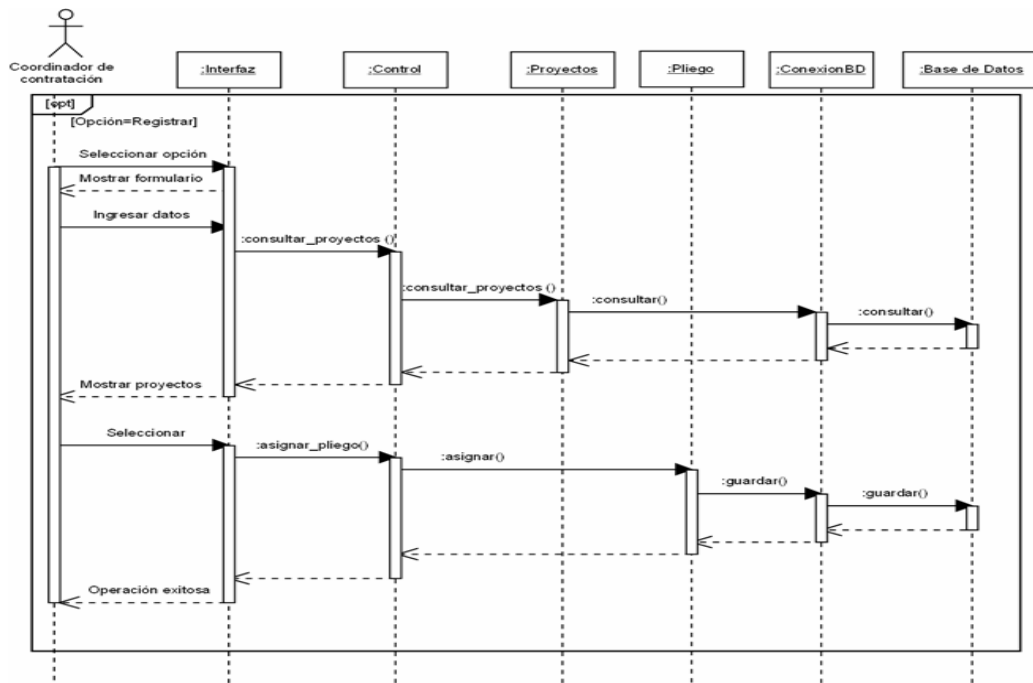 Coordinador de
contratación
:Interfaz
:Control
:Proyectos
:Pliego
:ConexionBD
:Base de Datos
[opt]
[Opción=Registrar]
Seleccionar opción
Mostrar formulario
Ingresar datos
:consultar_proyectos ()
:consultar_proyectos ()
:consultar()
:consultar()
Mostrar proyectos
Seleccionar
:asignar_pliego()
:asignar()
:guardar()
:guardar()
Operación exitosa